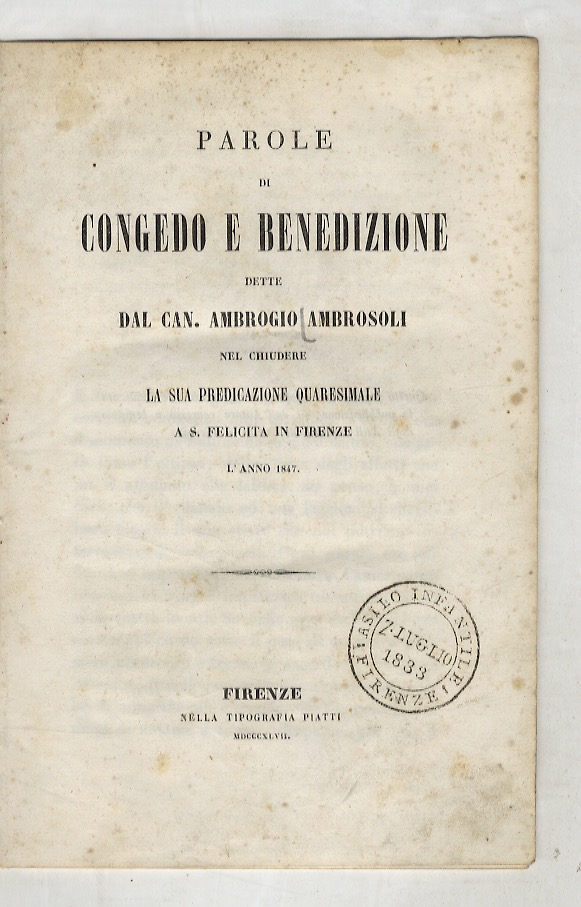 PAROLE
DI
CONGEDO E BENEDIZIONE
DETTE
DAL CAN. AMBROGIO AMBROSOLI
NEL CHIUDERE
LA SUA PREDICAZIONE QUARESIMALE
A S. FELICITA IN FIRENZE
L'ANNO 1847.
ASILO INFANTILE
7. LUGLIO
1833
FIRENZE
FIRENZE
NELLA TIPOGRAFIA PIATTI
MDCCCXLVII.